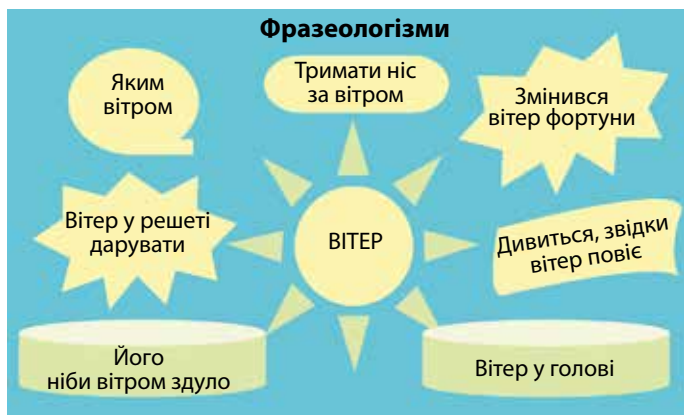 Фразеологізми
Яким
вітром
Тримати ніс
за вітром
Змінився
вітер фортуни
Вітер у решеті
дарувати
ВІТЕР
Дивиться, звідки
вітер повіє
Його
ніби вітром здуло
Вітер у голові